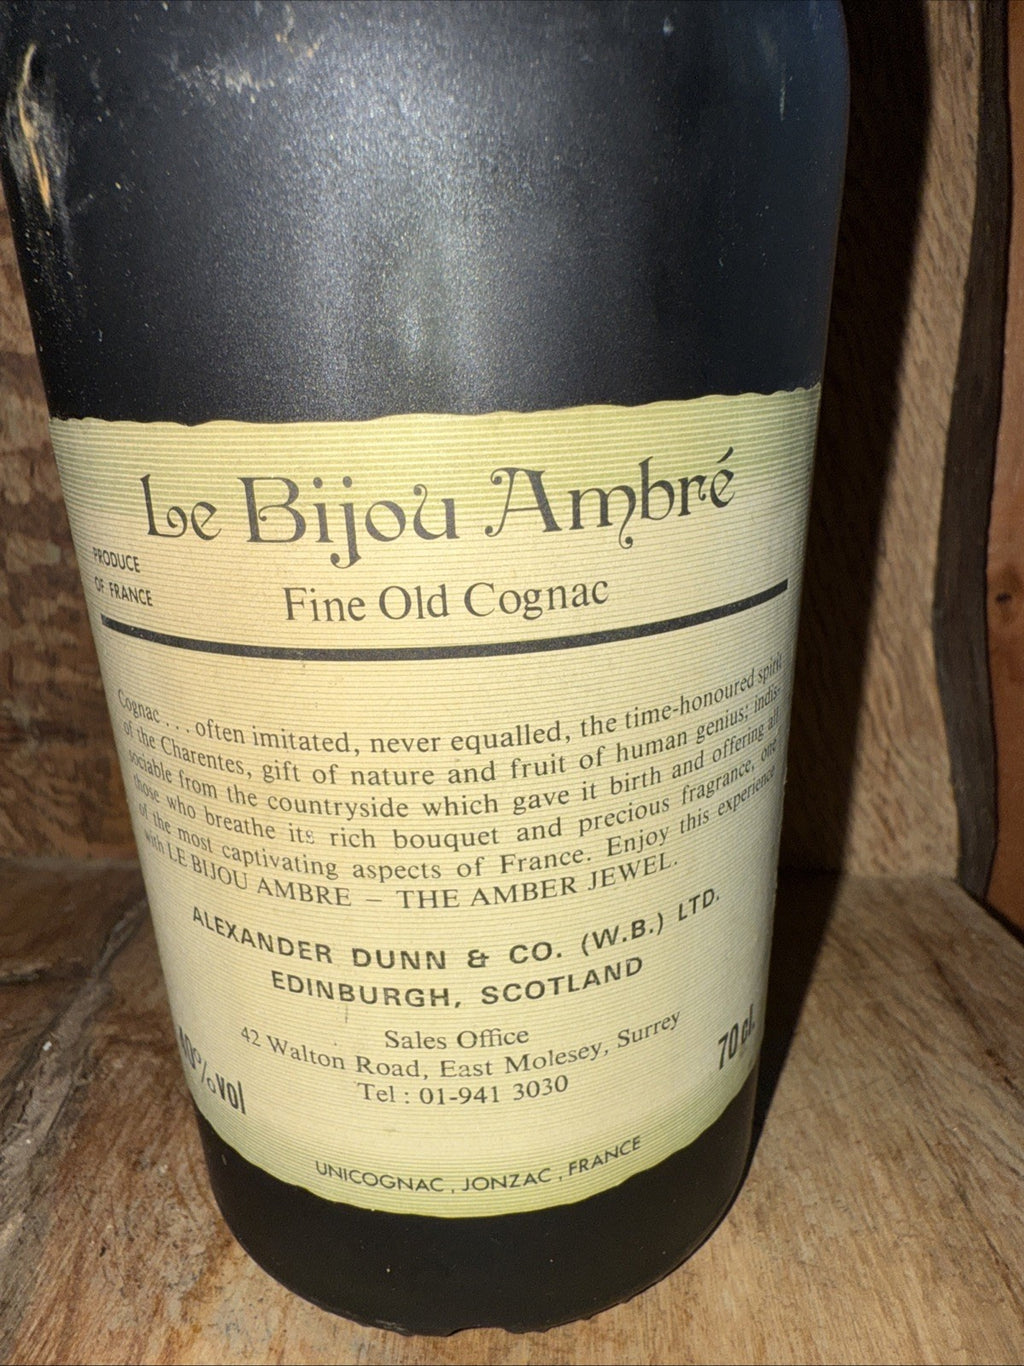 Le Bijou Ambré
PRODUCE
OF FRANCE
Fine Old Cognac
Cognac . . . often imitated, never equalled, the time-honoured spirit
of the Charentes, gift of nature and fruit of human genius; indis-
sociable from the countryside which gave it birth and offering all
those who breathe its rich bouquet and precious fragrance, one
of the most captivating aspects of France. Enjoy this experience
with LE BIJOU AMBRE – THE AMBER JEWEL.
ALEXANDER DUNN & CO. (W.B.) LTD.
EDINBURGH, SCOTLAND
Sales Office
42 Walton Road, East Molesey, Surrey
Tel : 01-941 3030
40% vol
70 cl.
UNICOGNAC , JONZAC , FRANCE